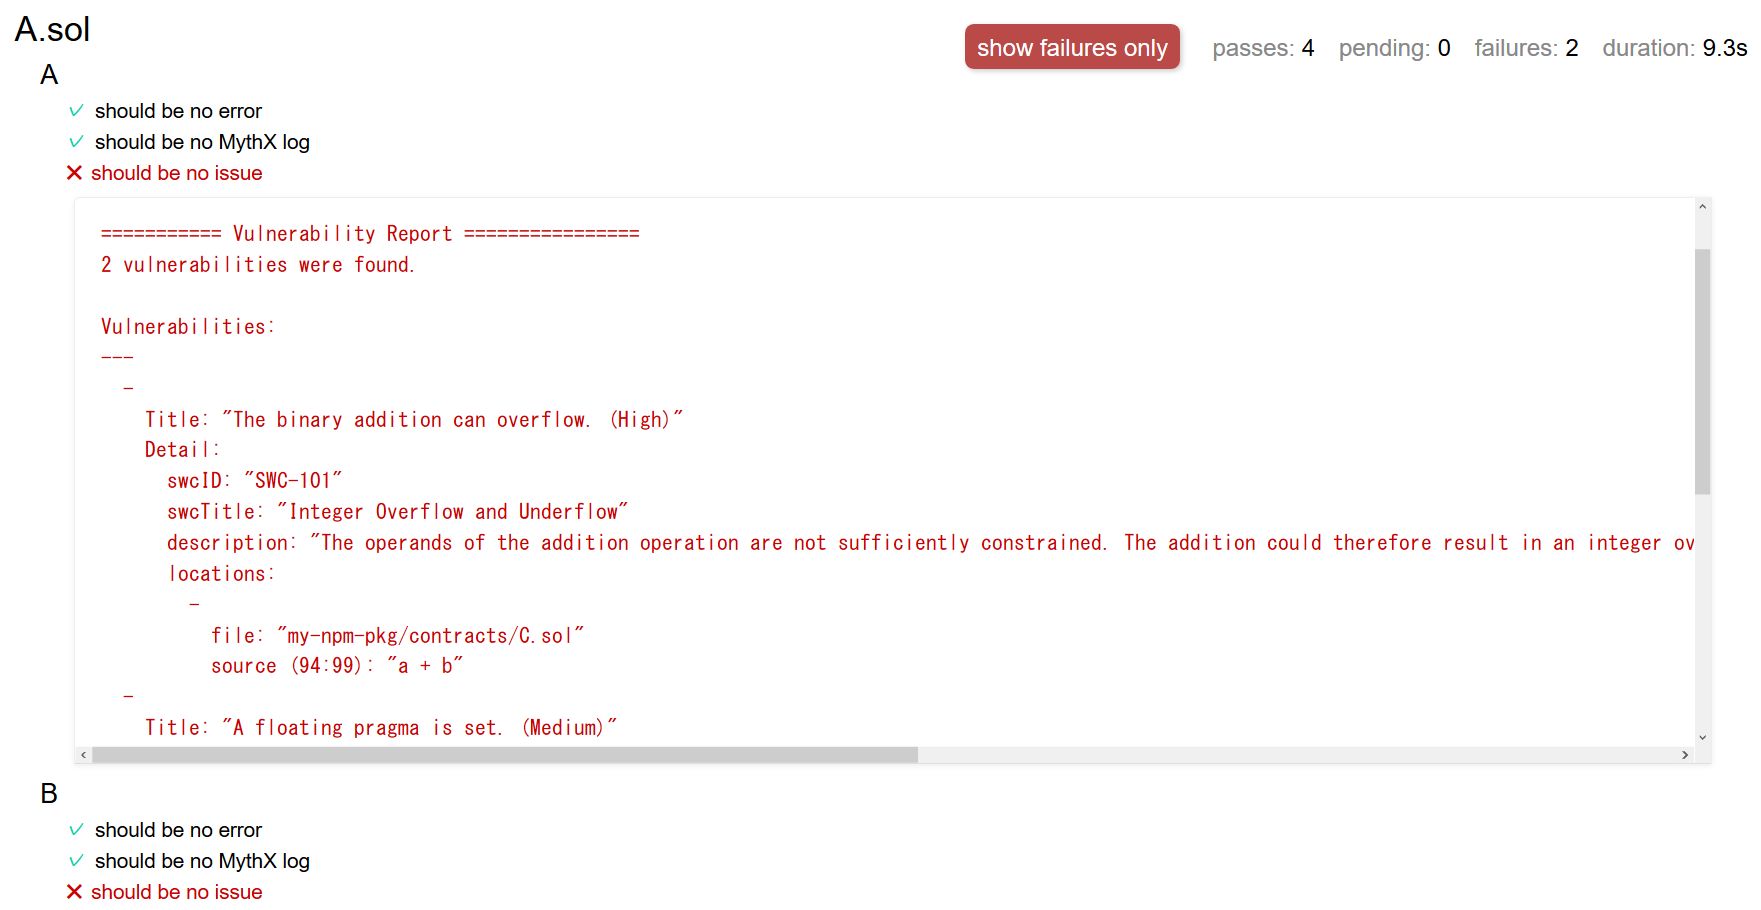 A.sol
show failures only passes: 4 pending: 0 failures: 2 duration: 9.3s
A
✓ should be no error
✓ should be no MythX log
✕ should be no issue
=========== Vulnerability Report ================
2 vulnerabilities were found.
Vulnerabilities:
---
-
Title: "The binary addition can overflow. (High)"
Detail:
swcID: "SWC-101"
swcTitle: "Integer Overflow and Underflow"
description: "The operands of the addition operation are not sufficiently constrained. The addition could therefore result in an integer ov
locations:
-
file: "my-npm-pkg/contracts/C.sol"
source (94:99): "a + b"
-
Title: "A floating pragma is set. (Medium)"
B
✓ should be no error
✓ should be no MythX log
✕ should be no issue